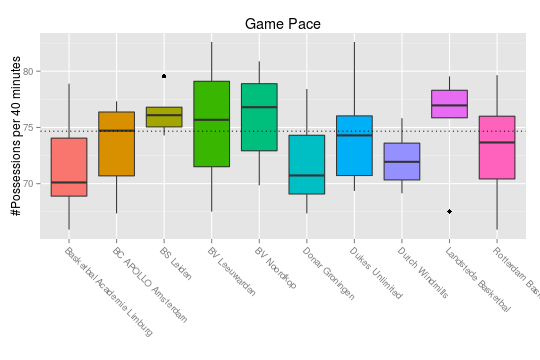 Game Pace
#Possessions per 40 minutes
80
75
70
Basketbal Academie Limburg
BC APOLLO Amsterdam
BS Leiden
BV Leeuwarden
BV Noordkop
Donar Groningen
Dukes Unlimited
Dutch Windmills
Landstede Basketbal
Rotterdam Bas